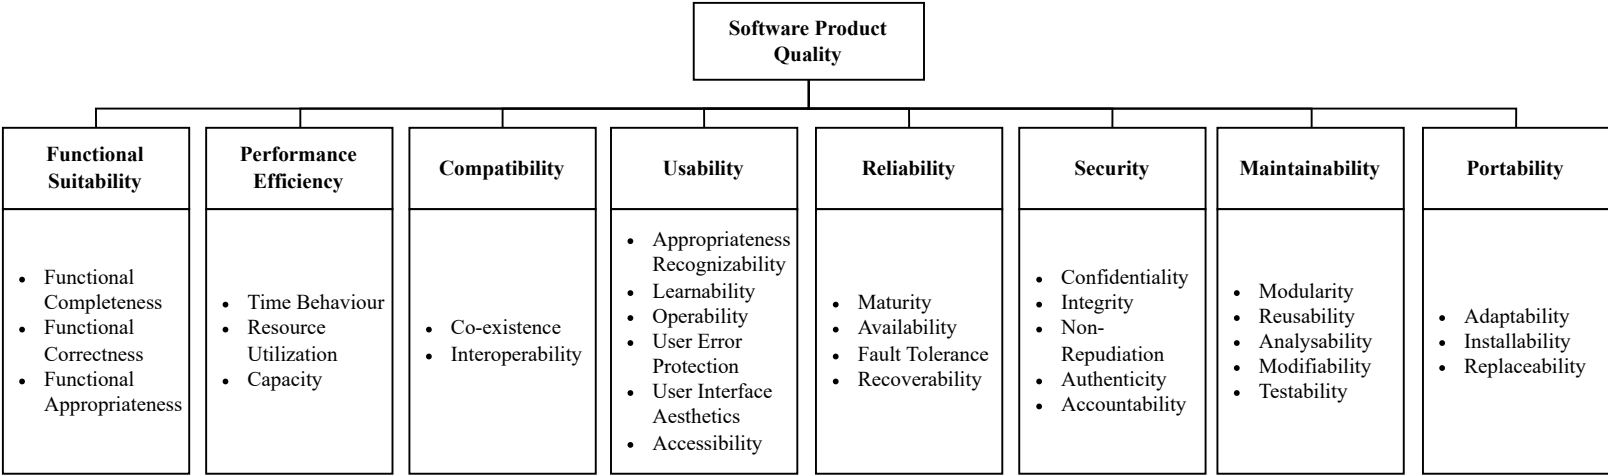 Software Product
Quality
Functional
Suitability
Performance
Efficiency
Compatibility
Usability
Reliability
Security
Maintainability
Portability
• Functional
Completeness
• Functional
Correctness
• Functional
Appropriateness
• Time Behaviour
• Resource
Utilization
• Capacity
• Co-existence
• Interoperability
• Appropriateness
Recognizability
• Learnability
• Operability
• User Error
Protection
• User Interface
Aesthetics
• Accessibility
• Maturity
• Availability
• Fault Tolerance
• Recoverability
• Confidentiality
• Integrity
• Non-
Repudiation
• Authenticity
• Accountability
• Modularity
• Reusability
• Analysability
• Modifiability
• Testability
• Adaptability
• Installability
• Replaceability